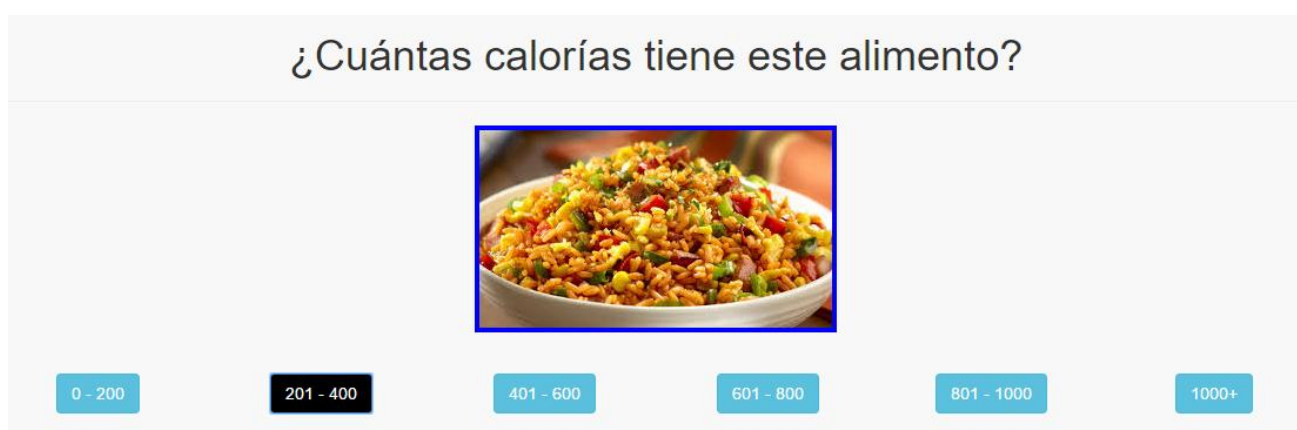 ¿Cuántas calorías tiene este alimento?
0 - 200 201 - 400 401 - 600 601 - 800 801 - 1000 1000+